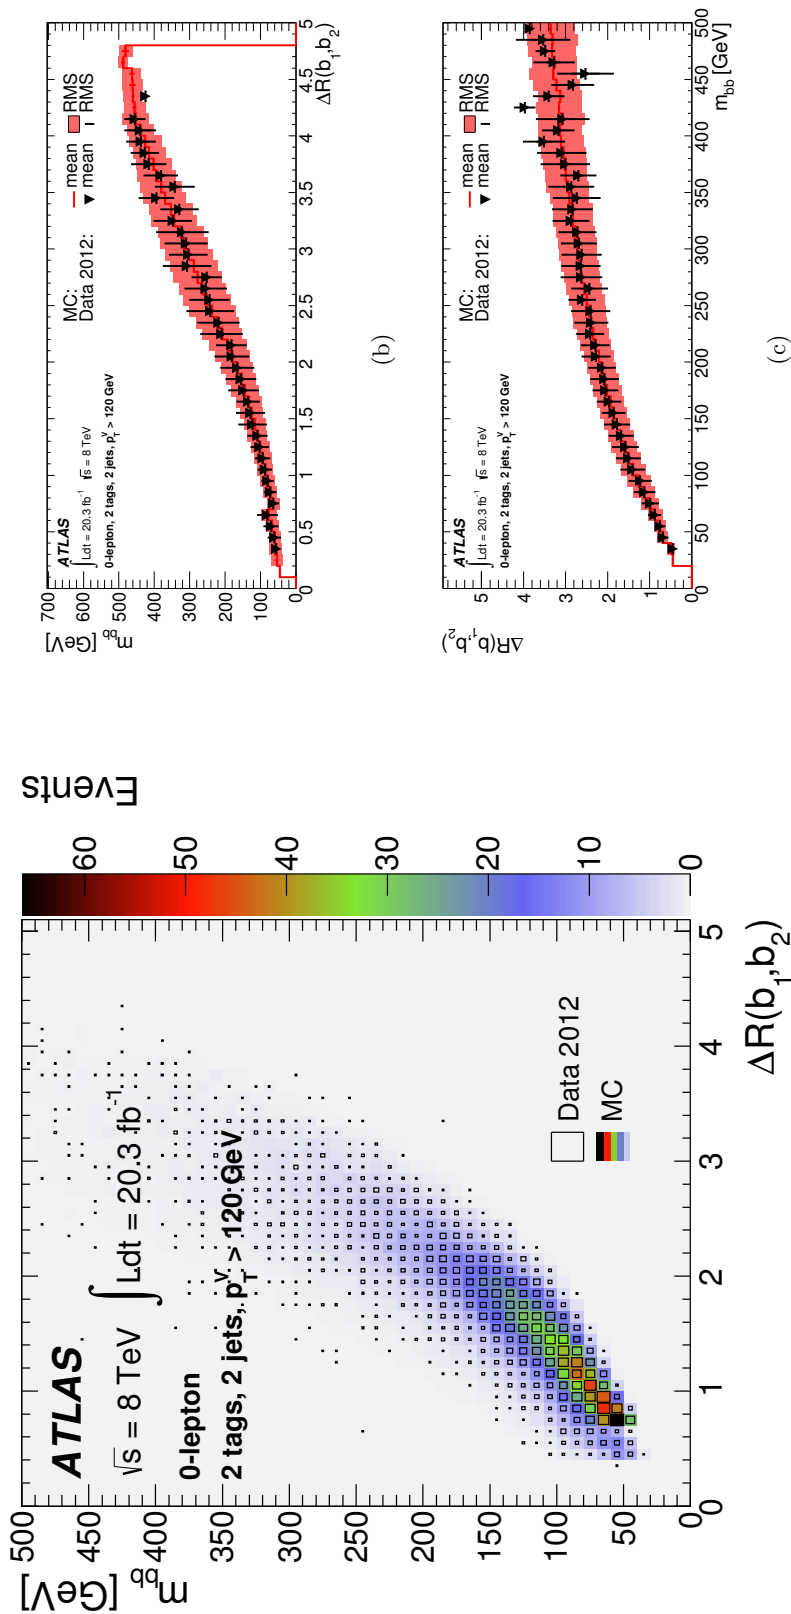 Events
m_bb [GeV]
500
450
400
350
300
250
200
150
100
50
0
ATLAS
√s = 8 TeV ∫ Ldt = 20.3 fb⁻¹
0-lepton
2 tags, 2 jets, p_T^V > 120 GeV
Data 2012
MC
0 1 2 3 4 5
ΔR(b₁,b₂)
60
50
40
30
20
10
0
m_bb [GeV]
700
600
500
400
300
200
100
0
ATLAS
∫ Ldt = 20.3 fb⁻¹ √s = 8 TeV
0-lepton, 2 tags, 2 jets, p_T^V > 120 GeV
MC: mean RMS
Data 2012: mean RMS
0 0.5 1 1.5 2 2.5 3 3.5 4 4.5 5
ΔR(b₁,b₂)
(b)
ΔR(b₁,b₂)
5
4
3
2
1
0
ATLAS
∫ Ldt = 20.3 fb⁻¹ √s = 8 TeV
0-lepton, 2 tags, 2 jets, p_T^V > 120 GeV
MC: mean RMS
Data 2012: mean RMS
0 50 100 150 200 250 300 350 400 450 500
m_bb [GeV]
(c)